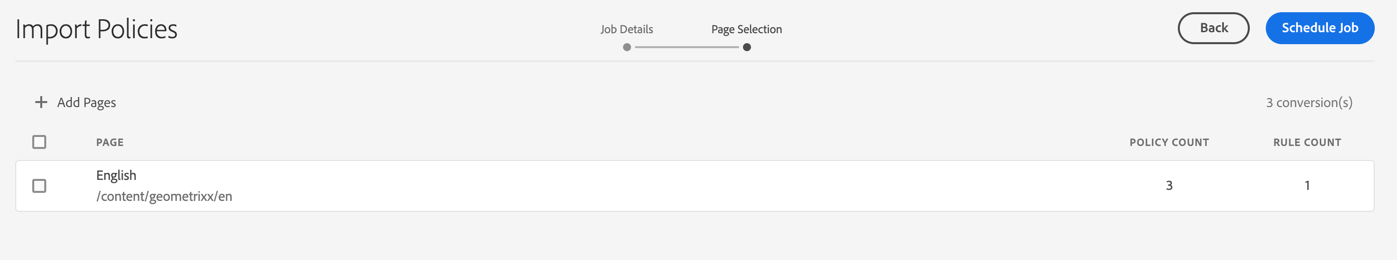 Import Policies
Job Details Page Selection
Back Schedule Job
Add Pages 3 conversion(s)
PAGE POLICY COUNT RULE COUNT
English
/content/geometrixx/en
3 1